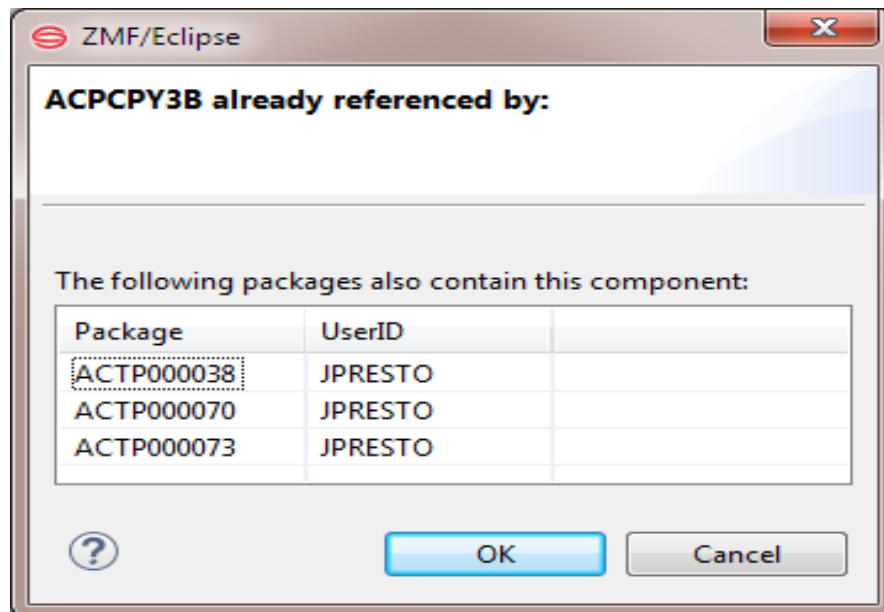 ZMF/Eclipse
ACPCPY3B already referenced by:
The following packages also contain this component:
Package UserID
ACTP000038 JPRESTO
ACTP000070 JPRESTO
ACTP000073 JPRESTO
? OK Cancel